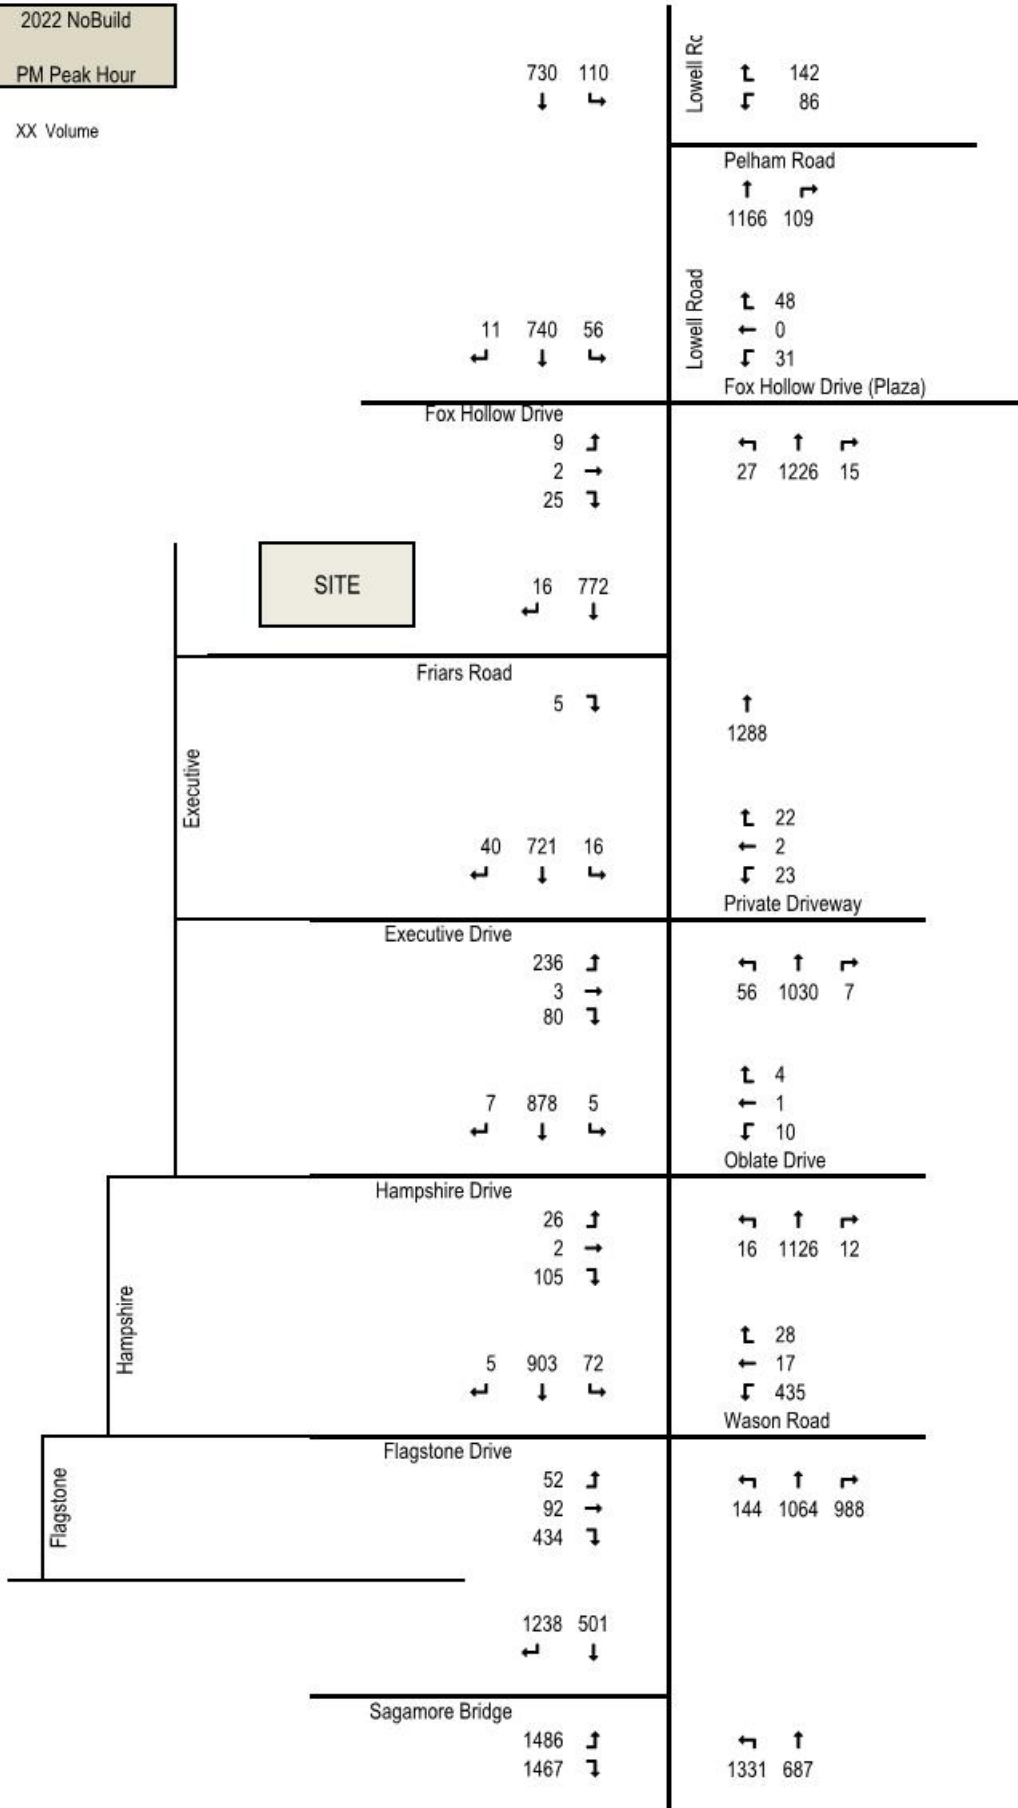 2022 NoBuild
PM Peak Hour
XX Volume
Lowell Rc
730 110
142
86
Pelham Road
1166 109
Lowell Road
48
0
31
11 740 56
Fox Hollow Drive (Plaza)
Fox Hollow Drive
9
2
25
27 1226 15
SITE
16 772
Friars Road
5
1288
Executive
22
2
23
40 721 16
Private Driveway
Executive Drive
236
3
80
56 1030 7
4
1
10
7 878 5
Oblate Drive
Hampshire Drive
26
2
105
16 1126 12
Hampshire
28
17
435
5 903 72
Wason Road
Flagstone Drive
52
92
434
144 1064 988
Flagstone
1238 501
Sagamore Bridge
1486
1467
1331 687